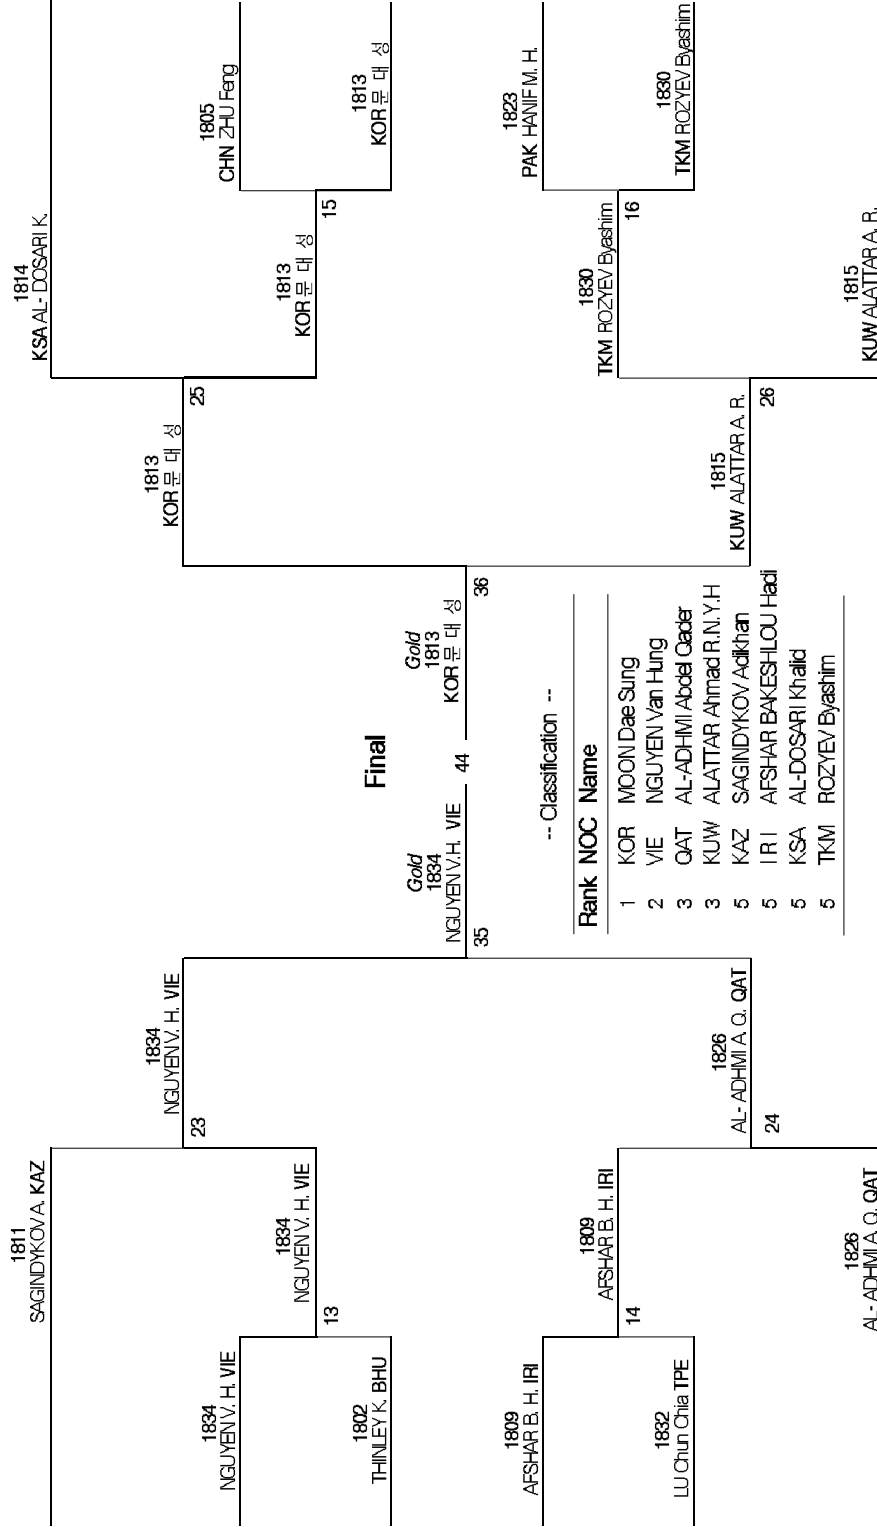 1811
SAGINDYKOV A. KAZ
1814
KSA AL- DOSARI K.
1834
NGUYEN V. H. VIE
23
1813
KOR 문 대 성
25
1834
NGUYEN V. H. VIE
1805
CHN ZHU Feng
1834
NGUYEN V. H. VIE
13
1813
KOR 문 대 성
15
1802
THINLEY K. BHU
1813
KOR 문 대 성
Final
Gold
1834
NGUYEN V.H. VIE
35
44
Gold
1813
KOR 문 대 성
36
1809
AFSHAR B. H. IRI
1823
PAK HANIF M. H.
1809
AFSHAR B. H. IRI
14
1830
TKM ROZYEV Byashim
16
1832
LU Chun Chia TPE
1830
TKM ROZYEV Byashim
1826
AL- ADHMI A. Q. QAT
24
1815
KUW ALATTAR A. R.
26
1826
AL- ADHMI A. Q. QAT
1815
KUW ALATTAR A. R.
-- Classification --
Rank NOC Name
1 KOR MOON Dae Sung
2 VIE NGUYEN Van Hung
3 QAT AL-ADHMI Abdel Qader
3 KUW ALATTAR Ahmad R.N.Y.H
5 KAZ SAGINDYKOV Adikhan
5 I R I AFSHAR BAKESHLOU Hadi
5 KSA AL-DOSARI Khalid
5 TKM ROZYEV Byashim